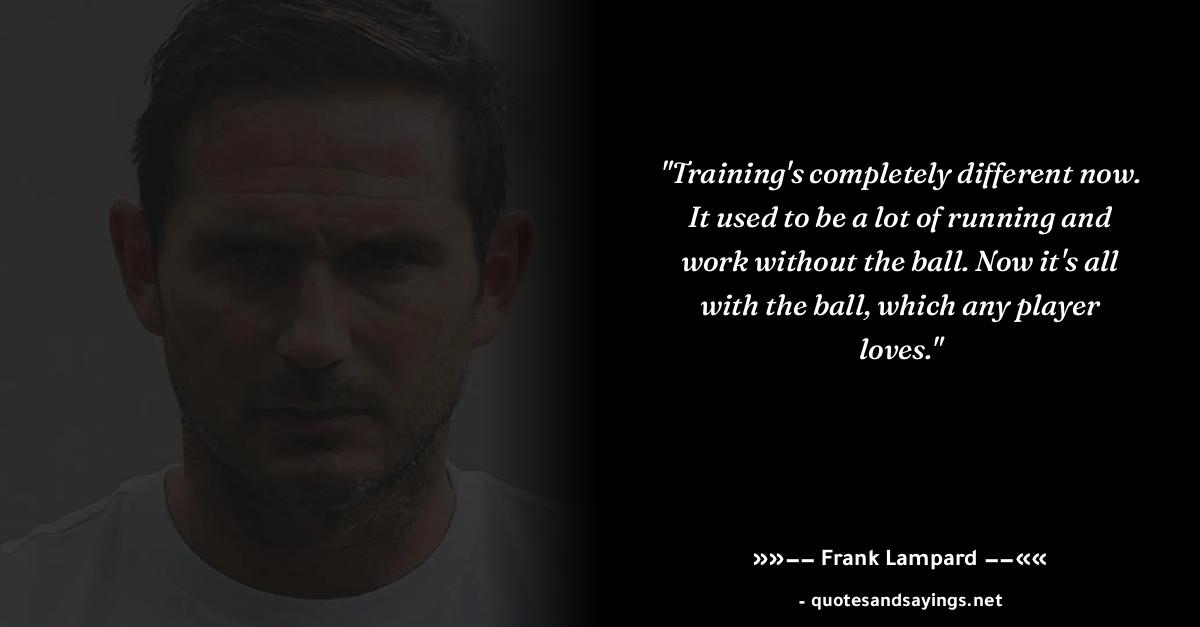 "Training's completely different now.
It used to be a lot of running and
work without the ball. Now it's all
with the ball, which any player
loves."
»»−− Frank Lampard −−««
- quotesandsayings.net